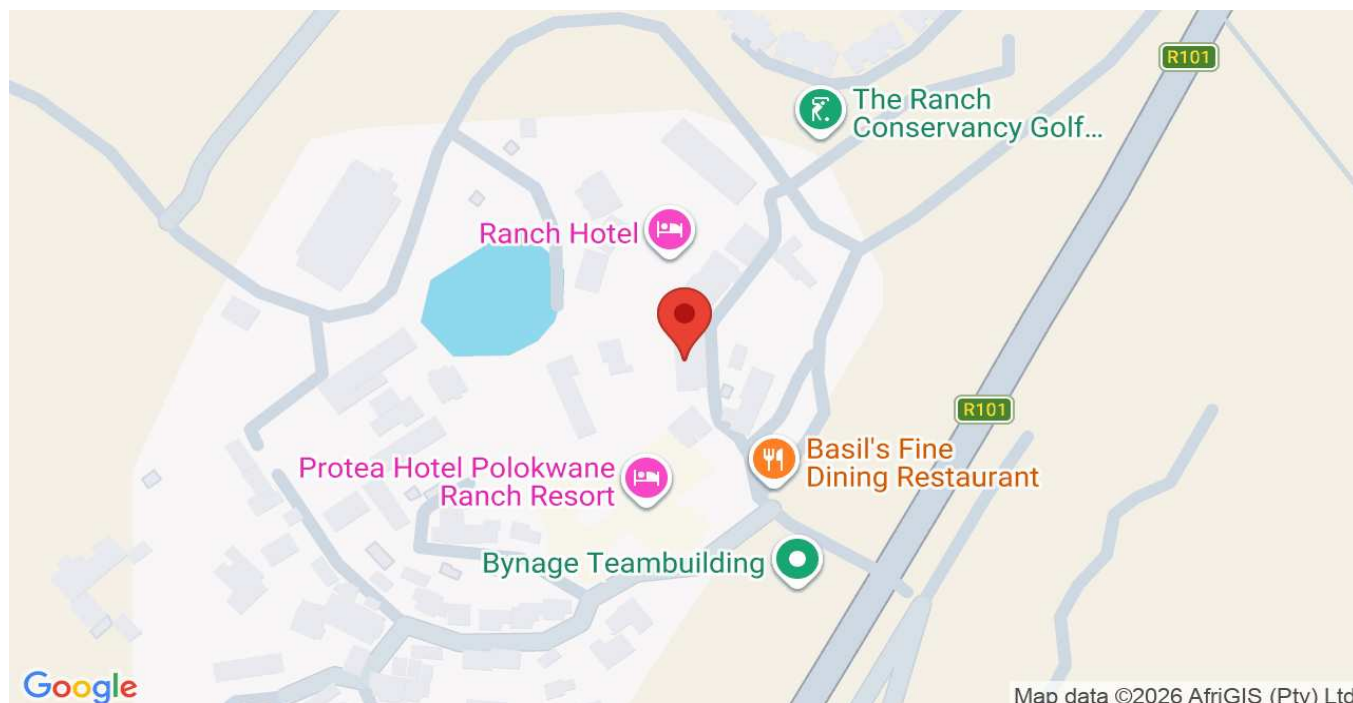 R101
The Ranch
Conservancy Golf...
Ranch Hotel
R101
Basil's Fine
Dining Restaurant
Protea Hotel Polokwane
Ranch Resort
Bynage Teambuilding
Google
Map data ©2026 AfriGIS (Pty) Ltd